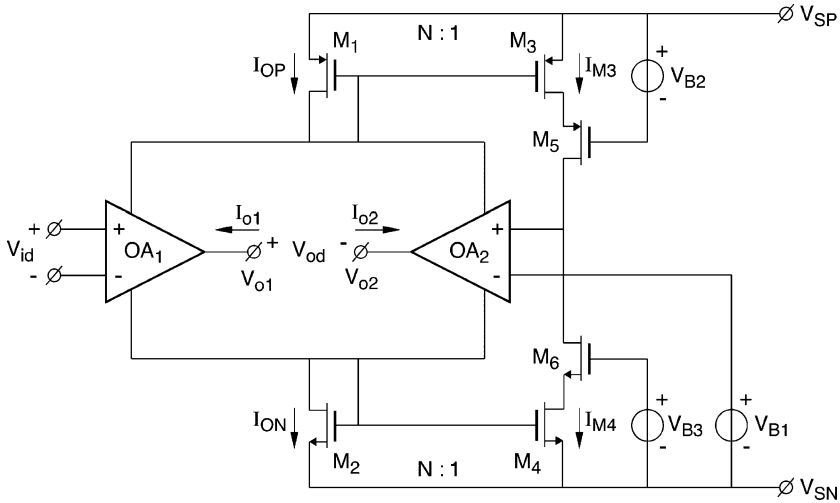 V_SP
N : 1
M_1
M_3
I_OP
I_M3
+
V_B2
-
M_5
+
V_id
-
+
OA_1
-
I_o1
+
V_o1
V_od
I_o2
-
V_o2
+
OA_2
-
M_6
I_ON
M_2
N : 1
M_4
I_M4
+
V_B3
-
+
V_B1
-
V_SN